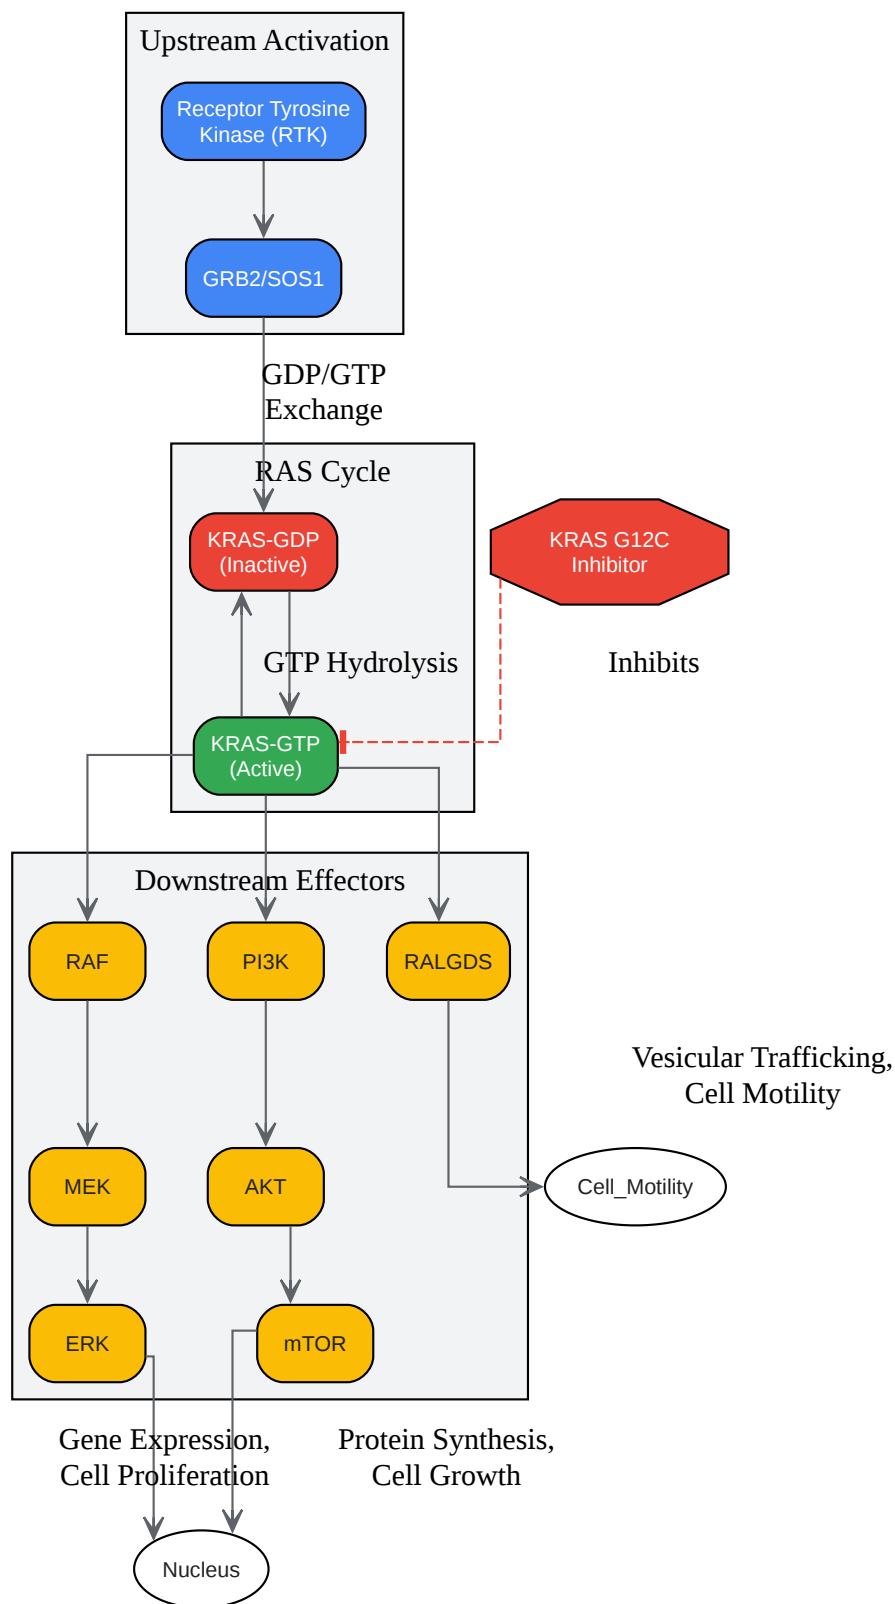 Upstream Activation
Receptor Tyrosine
Kinase (RTK)
GRB2/SOS1
GDP/GTP
Exchange
RAS Cycle
KRAS-GDP
(Inactive)
KRAS G12C
Inhibitor
GTP Hydrolysis
Inhibits
KRAS-GTP
(Active)
Downstream Effectors
RAF
PI3K
RALGDS
Vesicular Trafficking,
Cell Motility
MEK
AKT
Cell_Motility
ERK
mTOR
Gene Expression,
Cell Proliferation
Protein Synthesis,
Cell Growth
Nucleus